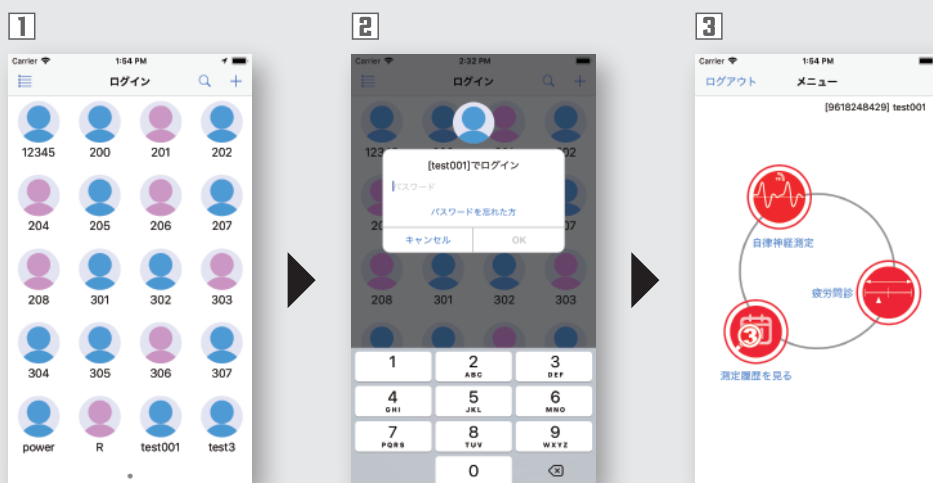 1
Carrier 1:54 PM
ログイン
12345 200 201 202
204 205 206 207
208 301 302 303
304 305 306 307
power R test001 test3
2
Carrier 2:32 PM
ログイン
[test001]でログイン
パスワード
パスワードを忘れた方
キャンセル OK
208 301 302 303
1 2 3
ABC DEF
4 5 6
GHI JKL MNO
7 8 9
PQRS TUV WXYZ
0
3
Carrier 1:54 PM
ログアウト メニュー
[9618248429] test001
自律神経測定
疲労問診
3
測定履歴を見る